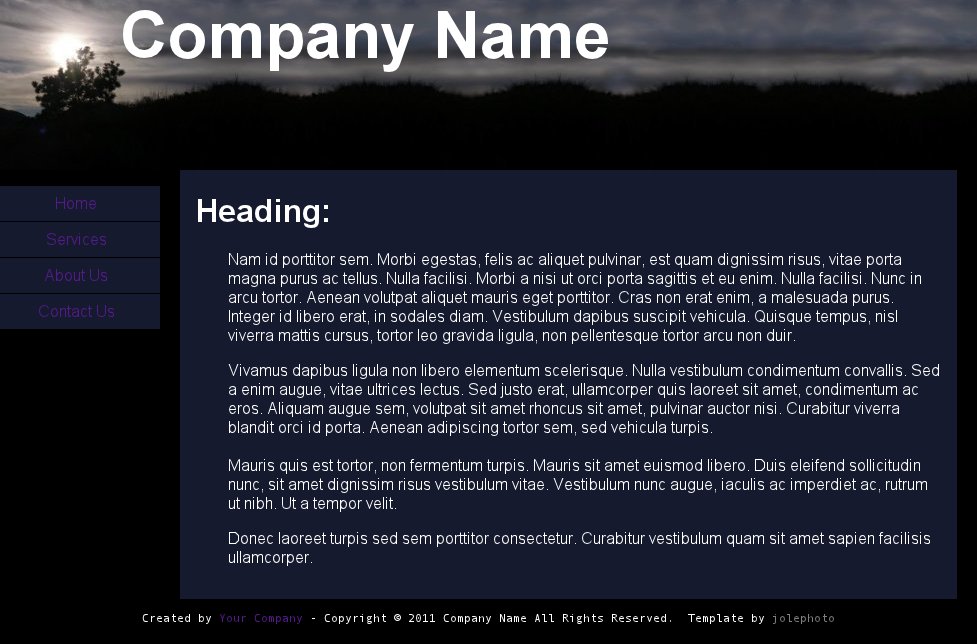 Company Name
Home
Services
About Us
Contact Us
Heading:
Nam id porttitor sem. Morbi egestas, felis ac aliquet pulvinar, est quam dignissim risus, vitae porta
magna purus ac tellus. Nulla facilisi. Morbi a nisi ut orci porta sagittis et eu enim. Nulla facilisi. Nunc in
arcu tortor. Aenean volutpat aliquet mauris eget porttitor. Cras non erat enim, a malesuada purus.
Integer id libero erat, in sodales diam. Vestibulum dapibus suscipit vehicula. Quisque tempus, nisl
viverra mattis cursus, tortor leo gravida ligula, non pellentesque tortor arcu non duir.
Vivamus dapibus ligula non libero elementum scelerisque. Nulla vestibulum condimentum convallis. Sed
a enim augue, vitae ultrices lectus. Sed justo erat, ullamcorper quis laoreet sit amet, condimentum ac
eros. Aliquam augue sem, volutpat sit amet rhoncus sit amet, pulvinar auctor nisi. Curabitur viverra
blandit orci id porta. Aenean adipiscing tortor sem, sed vehicula turpis.
Mauris quis est tortor, non fermentum turpis. Mauris sit amet euismod libero. Duis eleifend sollicitudin
nunc, sit amet dignissim risus vestibulum vitae. Vestibulum nunc augue, iaculis ac imperdiet ac, rutrum
ut nibh. Ut a tempor velit.
Donec laoreet turpis sed sem porttitor consectetur. Curabitur vestibulum quam sit amet sapien facilisis
ullamcorper.
Created by Your Company - Copyright © 2011 Company Name All Rights Reserved. Template by jolephoto